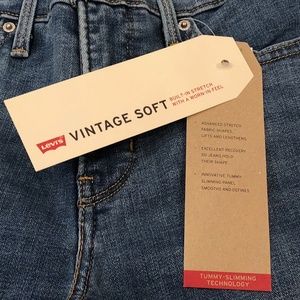 Levi's
VINTAGE SOFT
BUILT-IN STRETCH
WITH A WORN-IN FEEL
ADVANCED STRETCH
FABRIC SHAPES,
LIFTS AND LENGTHENS
EXCELLENT RECOVERY
SO JEANS HOLD
THEIR SHAPE
INNOVATIVE TUMMY
SLIMMING PANEL
SMOOTHS AND DEFINES
TUMMY-SLIMMING
TECHNOLOGY